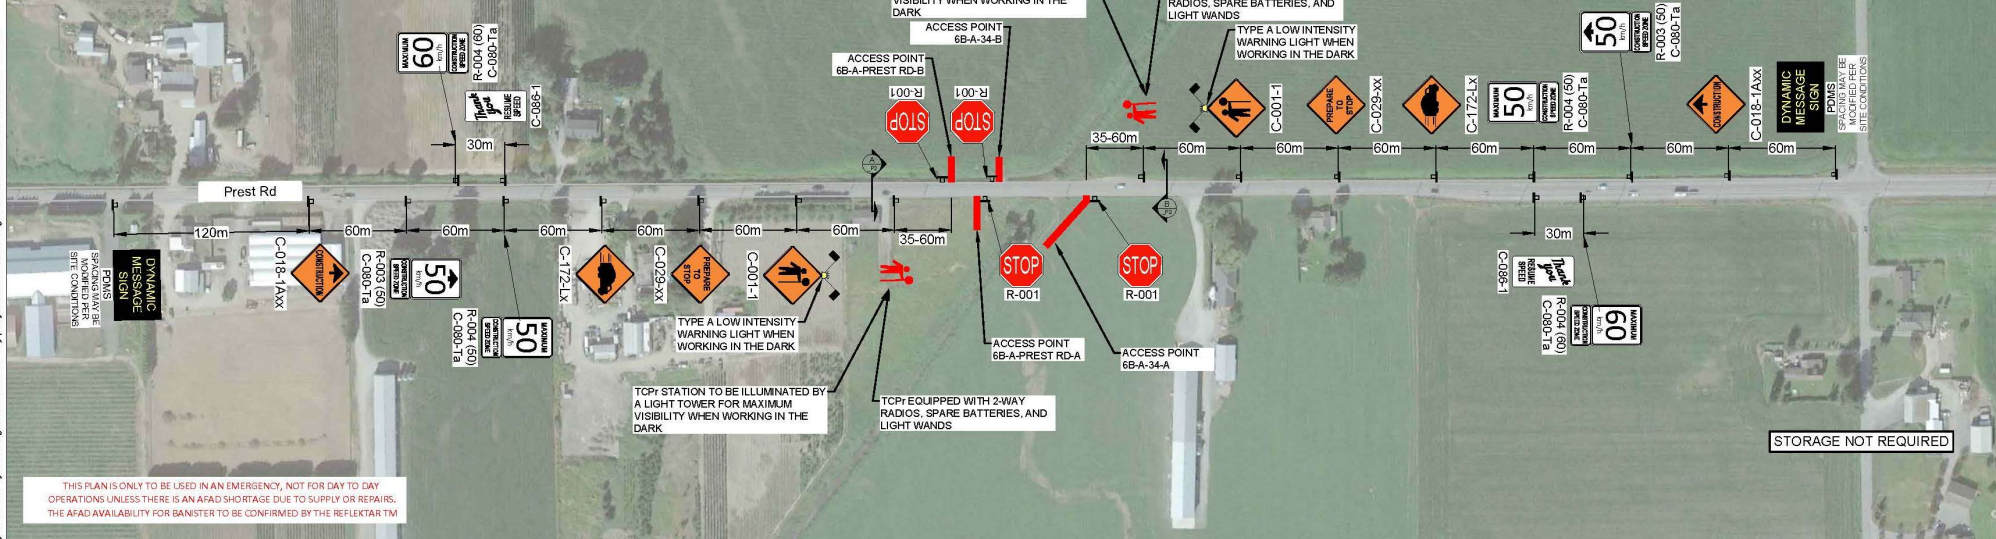 VISIBILITY WHEN WORKING IN THE
DARK
RADIOS, SPARE BATTERIES, AND
LIGHT WANDS
ACCESS POINT
6B-A-34-B
ACCESS POINT
6B-A-PREST RD-B
TYPE A LOW INTENSITY
WARNING LIGHT WHEN
WORKING IN THE DARK
MAXIMUM
60
km/h
CONSTRUCTION
SPEED ZONE
R-004 (60)
C-080-Ta
Thank
you
RESUME
SPEED
C-086-1
30m
R-001
STOP
R-001
STOP
35-60m
C-001-1
PREPARE
TO
STOP
C-029-xx
C-172-Lx
MAXIMUM
50
km/h
CONSTRUCTION
SPEED ZONE
R-004 (50)
C-080-Ta
50
km/h
CONSTRUCTION
SPEED ZONE
R-003 (50)
C-080-Ta
CONSTRUCTION
C-018-1Axx
DYNAMIC
MESSAGE
SIGN
PDMS
SPACING MAY BE
MODIFIED PER
SITE CONDITIONS
60m
60m
60m
60m
60m
60m
60m
A
P2
B
P2
Prest Rd
120m
60m
60m
60m
60m
60m
60m
35-60m
30m
DYNAMIC
MESSAGE
SIGN
PDMS
SPACING MAY BE
MODIFIED PER
SITE CONDITIONS
C-018-1Axx
CONSTRUCTION
R-003 (50)
C-080-Ta
50
km/h
CONSTRUCTION
SPEED ZONE
R-004 (50)
C-080-Ta
MAXIMUM
50
km/h
CONSTRUCTION
SPEED ZONE
C-172-Lx
C-029-xx
PREPARE
TO
STOP
C-001-1
TYPE A LOW INTENSITY
WARNING LIGHT WHEN
WORKING IN THE DARK
STOP
R-001
STOP
R-001
ACCESS POINT
6B-A-PREST RD-A
ACCESS POINT
6B-A-34-A
C-086-1
Thank
you
RESUME
SPEED
R-004 (60)
C-080-Ta
MAXIMUM
60
km/h
CONSTRUCTION
SPEED ZONE
TCPr STATION TO BE ILLUMINATED BY
A LIGHT TOWER FOR MAXIMUM
VISIBILITY WHEN WORKING IN THE
DARK
TCPr EQUIPPED WITH 2-WAY
RADIOS, SPARE BATTERIES, AND
LIGHT WANDS
STORAGE NOT REQUIRED
THIS PLAN IS ONLY TO BE USED IN AN EMERGENCY, NOT FOR DAY TO DAY
OPERATIONS UNLESS THERE IS AN AFAD SHORTAGE DUE TO SUPPLY OR REPAIRS.
THE AFAD AVAILABILITY FOR BANISTER TO BE CONFIRMED BY THE REFLEKTAR TM